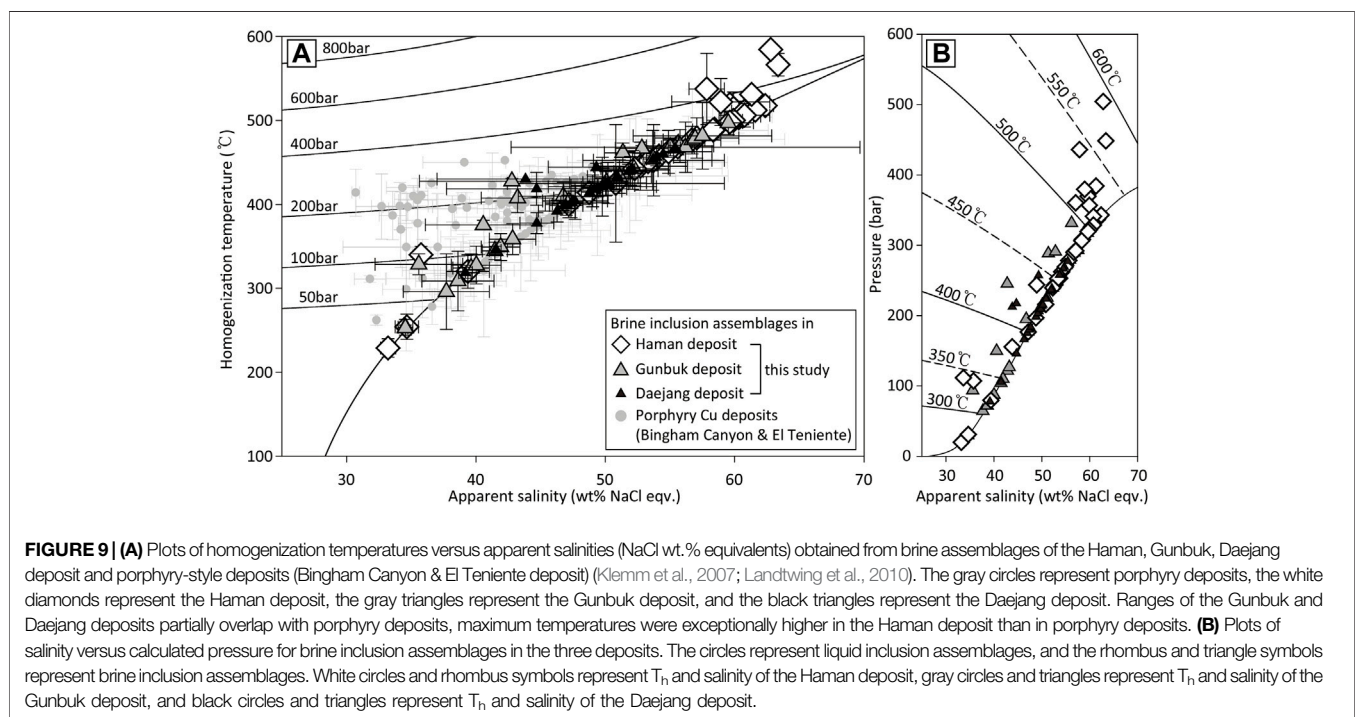 A
800bar
600bar
400bar
200bar
100bar
50bar
600
500
400
300
200
100
Homogenization temperature (℃)
30
40
50
60
70
Apparent salinity (wt% NaCl eqv.)
Brine inclusion assemblages in
Haman deposit
Gunbuk deposit
Daejang deposit
this study
Porphyry Cu deposits
(Bingham Canyon & El Teniente)
B
600℃
550℃
500℃
450℃
400℃
350℃
300℃
600
500
400
300
200
100
0
Pressure (bar)
30
40
50
60
70
Apparent salinity (wt% NaCl eqv.)
FIGURE 9 | (A) Plots of homogenization temperatures versus apparent salinities (NaCl wt.% equivalents) obtained from brine assemblages of the Haman, Gunbuk, Daejang
deposit and porphyry-style deposits (Bingham Canyon & El Teniente deposit) (Klemm et al., 2007; Landtwing et al., 2010). The gray circles represent porphyry deposits, the white
diamonds represent the Haman deposit, the gray triangles represent the Gunbuk deposit, and the black triangles represent the Daejang deposit. Ranges of the Gunbuk and
Daejang deposits partially overlap with porphyry deposits, maximum temperatures were exceptionally higher in the Haman deposit than in porphyry deposits. (B) Plots of
salinity versus calculated pressure for brine inclusion assemblages in the three deposits. The circles represent liquid inclusion assemblages, and the rhombus and triangle symbols
represent brine inclusion assemblages. White circles and rhombus symbols represent Th and salinity of the Haman deposit, gray circles and triangles represent Th and salinity of the
Gunbuk deposit, and black circles and triangles represent Th and salinity of the Daejang deposit.